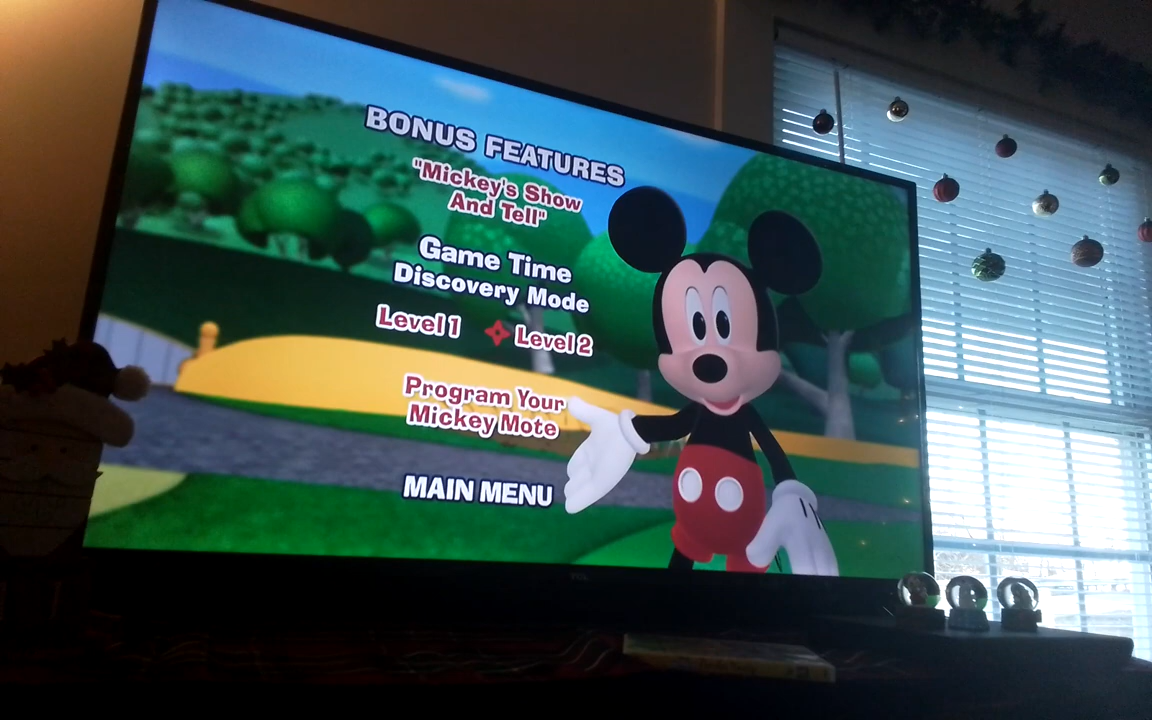 BONUS FEATURES
"Mickey's Show
And Tell"
Game Time
Discovery Mode
Level 1 Level 2
Program Your
Mickey Mote
MAIN MENU
TCL